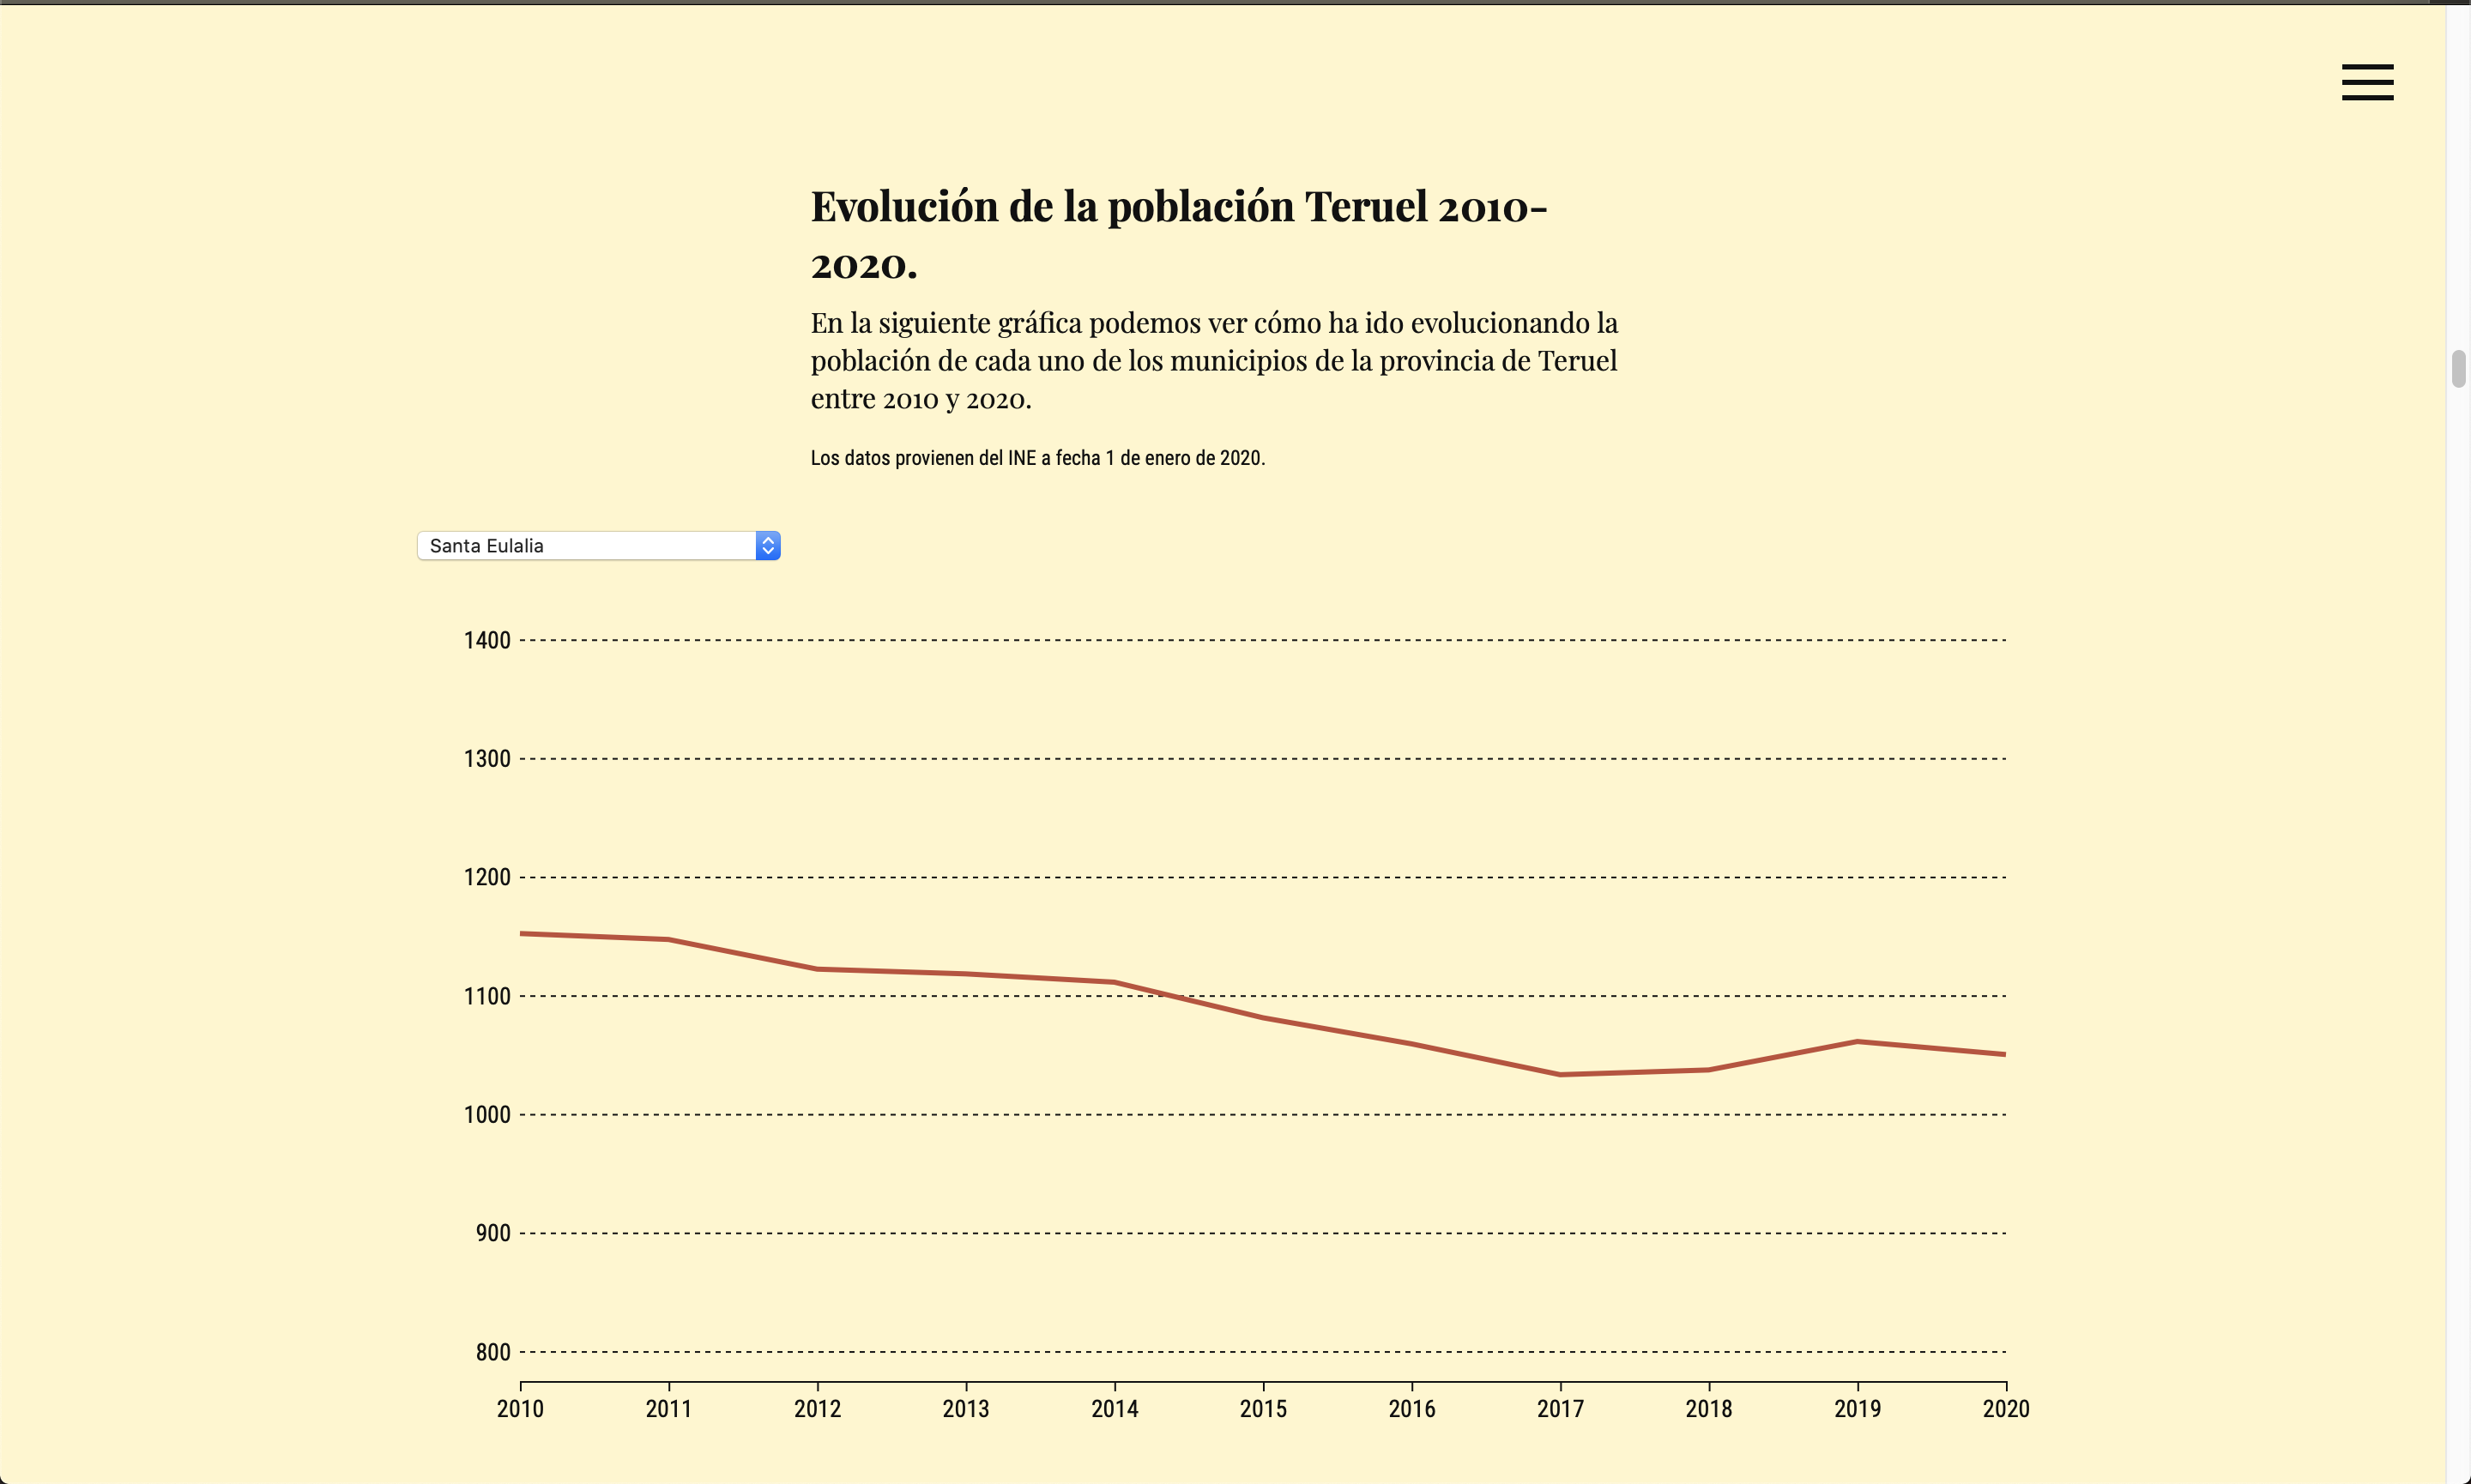 Evolución de la población Teruel 2010-
2020.
En la siguiente gráfica podemos ver cómo ha ido evolucionando la
población de cada uno de los municipios de la provincia de Teruel
entre 2010 y 2020.
Los datos provienen del INE a fecha 1 de enero de 2020.
Santa Eulalia
1400
1300
1200
1100
1000
900
800
2010 2011 2012 2013 2014 2015 2016 2017 2018 2019 2020